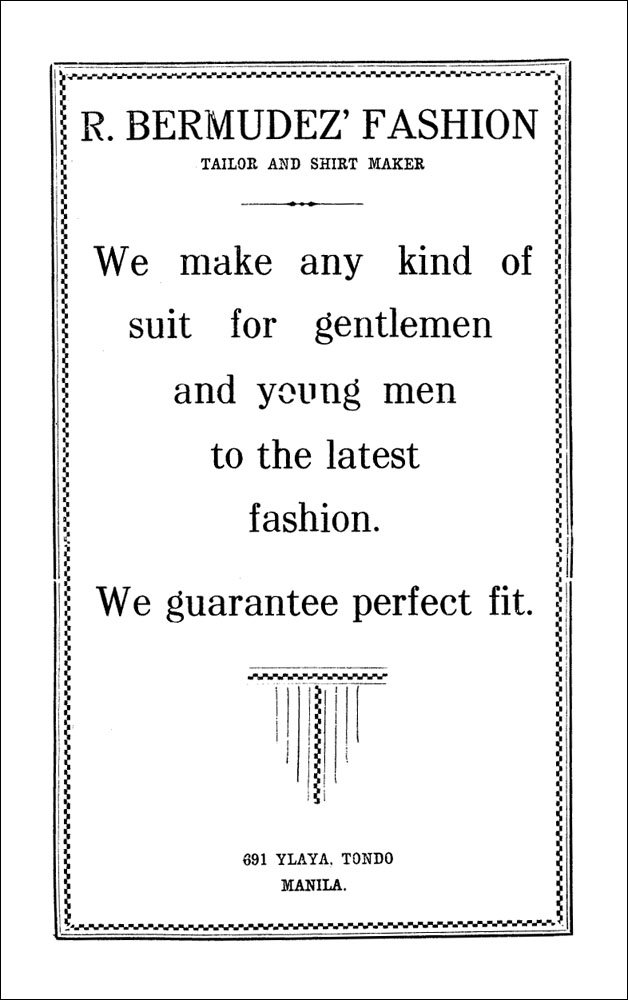 R. BERMUDEZ' FASHION
TAILOR AND SHIRT MAKER
We make any kind of
suit for gentlemen
and young men
to the latest
fashion.
We guarantee perfect fit.
691 YLAYA, TONDO
MANILA.